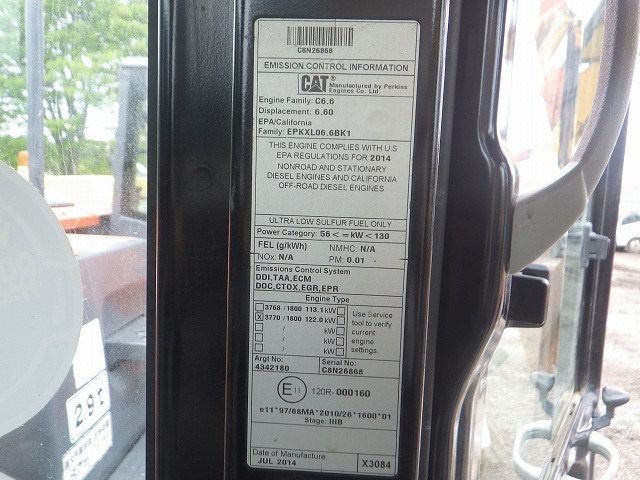 C8N26868
EMISSION CONTROL INFORMATION
CAT® Manufactured by Perkins
Engines Co. Ltd.
Engine Family: C6.6
Displacement: 6.60
EPA/California
Family: EPKXL06.6BK1
THIS ENGINE COMPLIES WITH U.S
EPA REGULATIONS FOR 2014
NONROAD AND STATIONARY
DIESEL ENGINES AND CALIFORNIA
OFF-ROAD DIESEL ENGINES
ULTRA LOW SULFUR FUEL ONLY
Power Category: 56<=kW<130
FEL (g/kWh) NMHC: N/A
NOx: N/A PM: 0.01
Emissions Control System
DDI,TAA,ECM
DOC,CTOX,EGR,EPR
Engine Type
3768 /1800 113.1 kW
X 3770 /1800 122.0 kW
/ kW
/ kW
/ kW
Use Service
tool to verify
current
engine
settings.
Argt No: Serial No:
4342180 C8N26868
E11 120R-000160
e11*97/68MA*2010/26*1600*01
Stage: IIIB
Date of Manufacture:
JUL 2014 X3084
2.9t